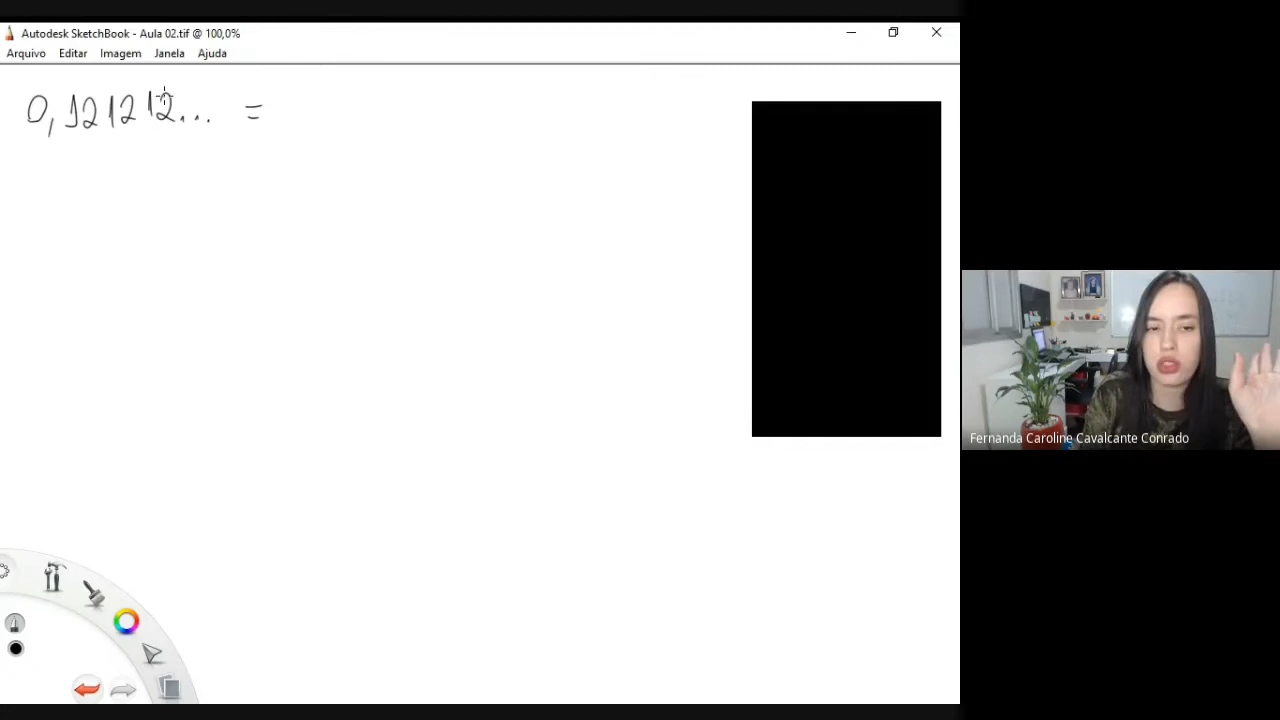 Autodesk SketchBook - Aula 02.tif @ 100,0%
Arquivo Editar Imagem Janela Ajuda
0,121212... =
Fernanda Caroline Cavalcante Conrado